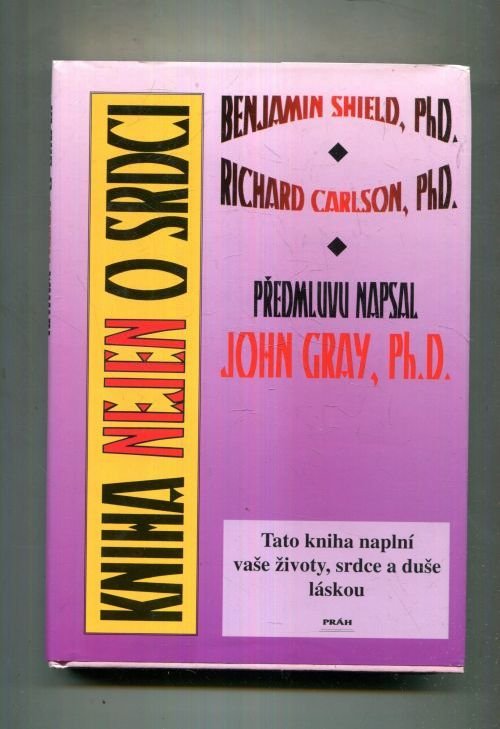 KNIHA NEJEN O SRDCI
BENJAMIN SHIELD, PhD.
RICHARD CARLSON, PhD.
PŘEDMLUVU NAPSAL
JOHN GRAY, Ph.D.
Tato kniha naplní
vaše životy, srdce a duše
láskou
PRÁH